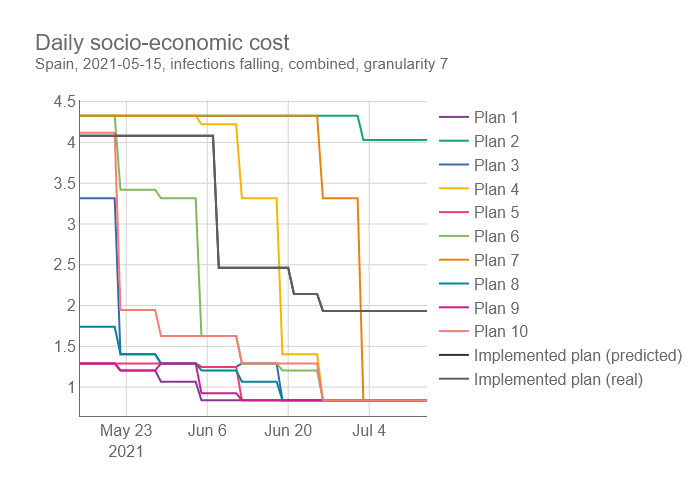 Daily socio-economic cost
Spain, 2021-05-15, infections falling, combined, granularity 7
4.5
4
3.5
3
2.5
2
1.5
1
May 23
2021
Jun 6
Jun 20
Jul 4
Plan 1
Plan 2
Plan 3
Plan 4
Plan 5
Plan 6
Plan 7
Plan 8
Plan 9
Plan 10
Implemented plan (predicted)
Implemented plan (real)